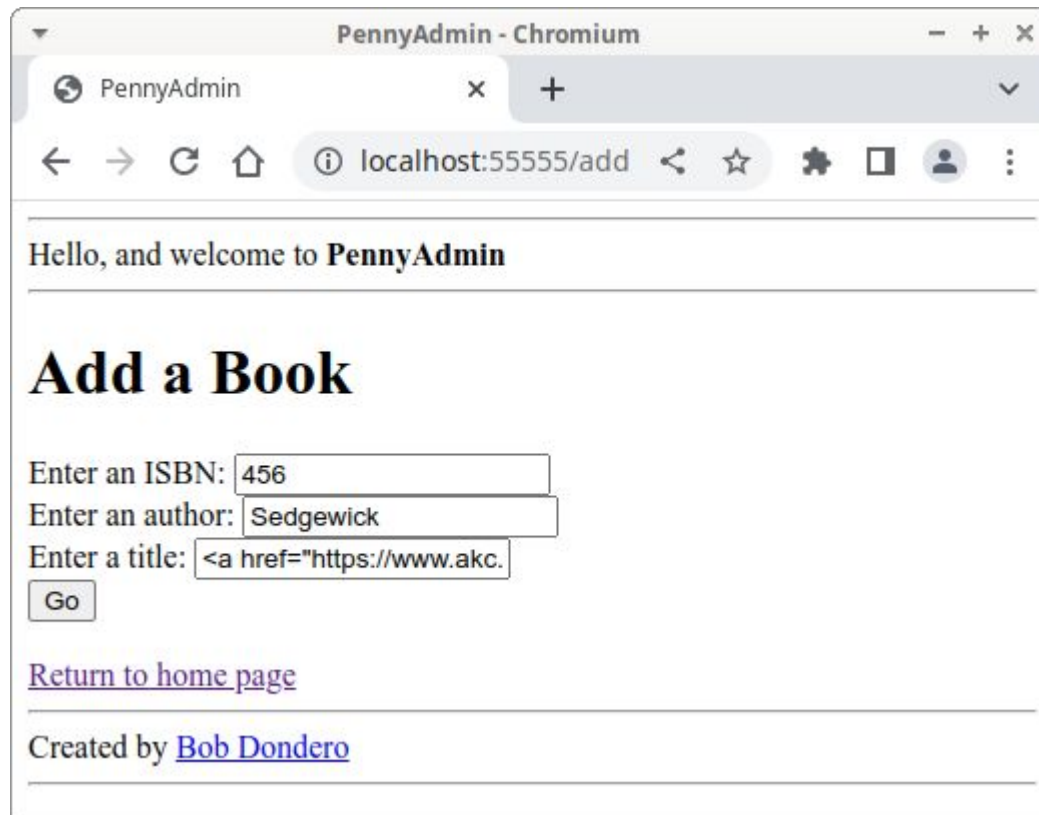 PennyAdmin - Chromium
PennyAdmin
localhost:55555/add
Hello, and welcome to PennyAdmin
Add a Book
Enter an ISBN: 456
Enter an author: Sedgewick
Enter a title: <a href="https://www.akc.
Go
Return to home page
Created by Bob Dondero